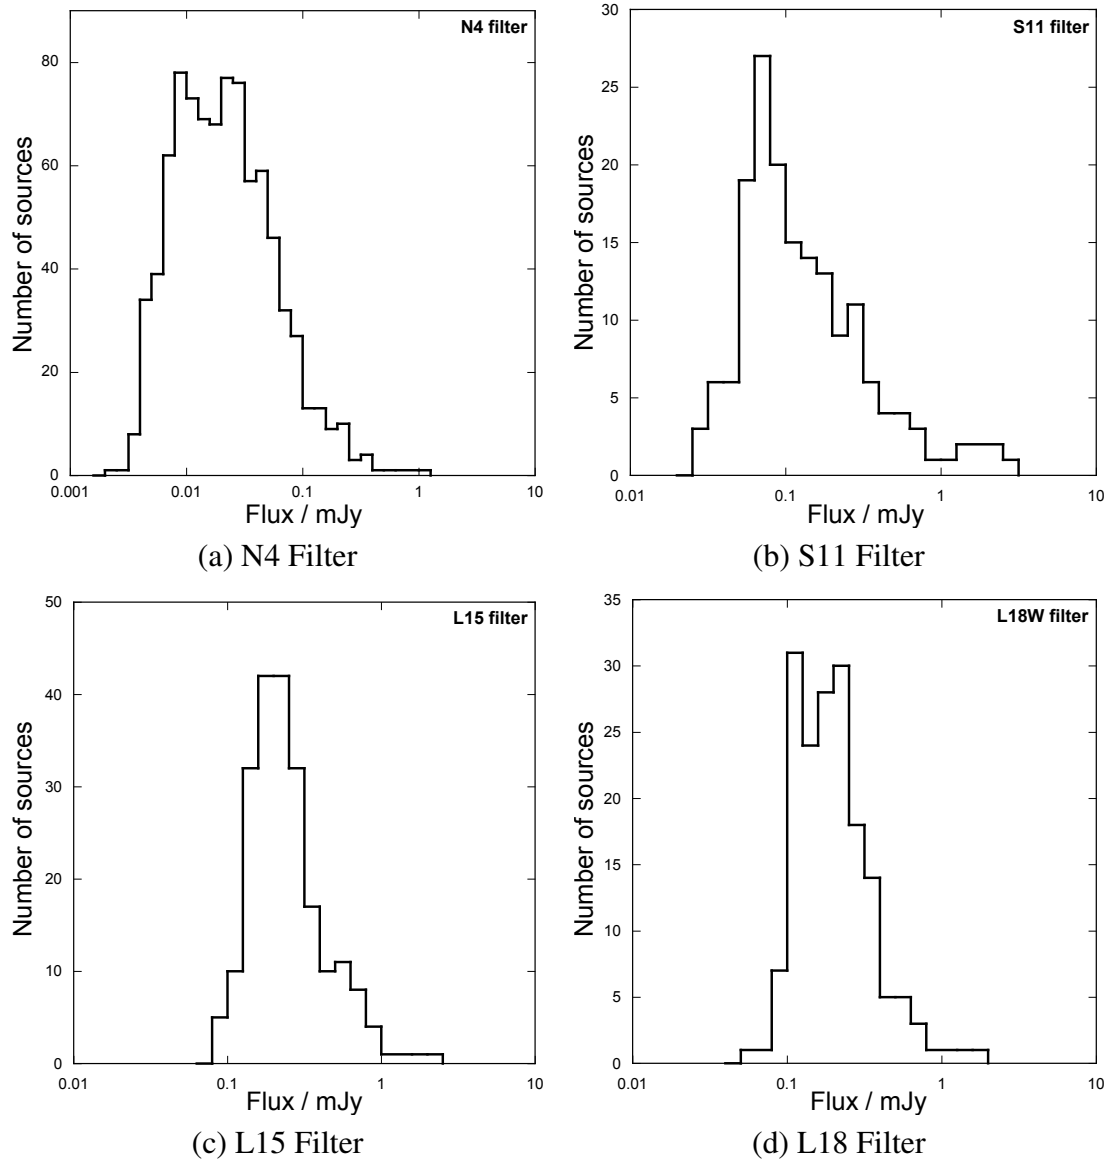 N4 filter
80
60
40
20
0
Number of sources
0.001
0.01
0.1
1
10
Flux / mJy
(a) N4 Filter
S11 filter
30
25
20
15
10
5
0
Number of sources
0.01
0.1
1
10
Flux / mJy
(b) S11 Filter
L15 filter
50
40
30
20
10
0
Number of sources
0.01
0.1
1
10
Flux / mJy
(c) L15 Filter
L18W filter
35
30
25
20
15
10
5
0
Number of sources
0.01
0.1
1
10
Flux / mJy
(d) L18 Filter